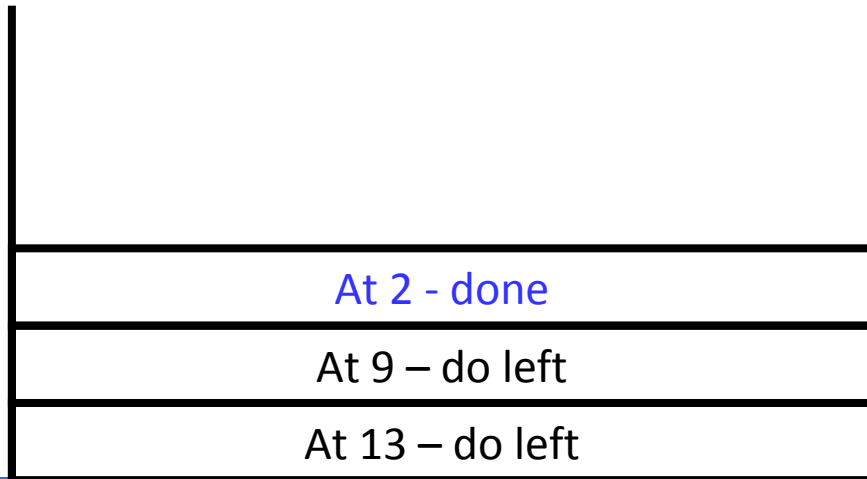 At 2 - done
At 9 – do left
At 13 – do left